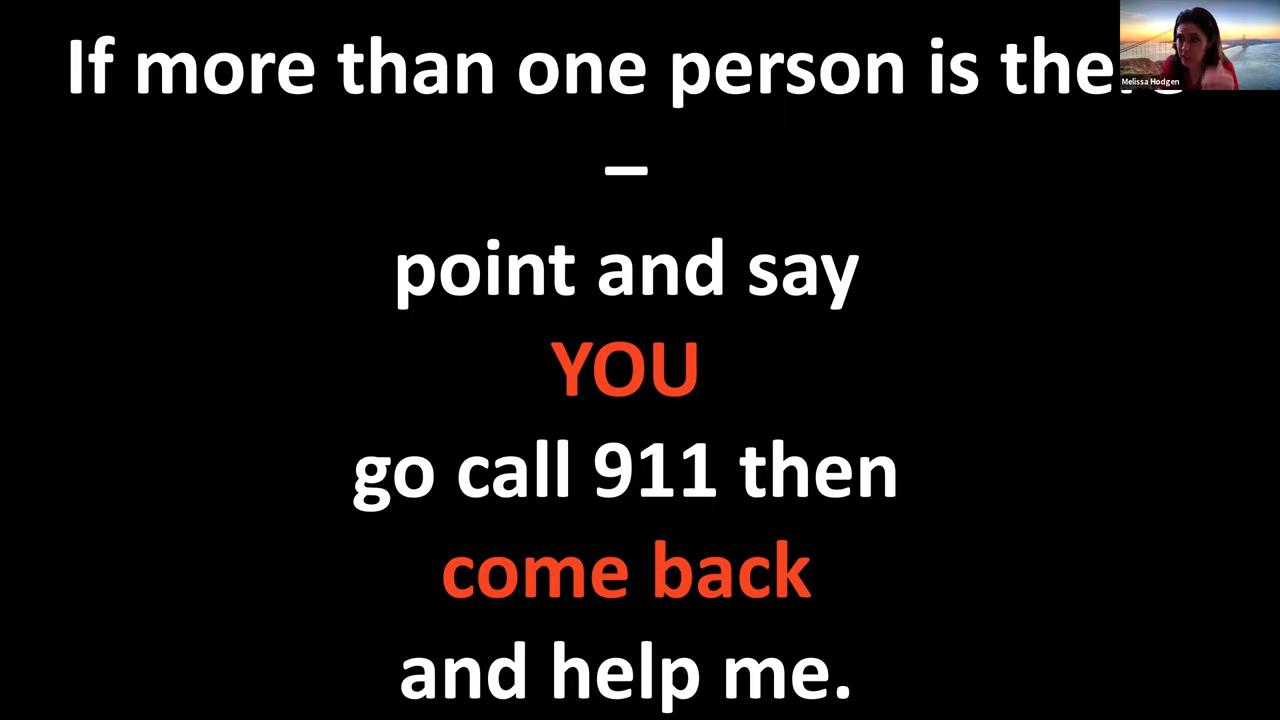 If more than one person is there
–
point and say
YOU
go call 911 then
come back
and help me.
Melissa Hodgen